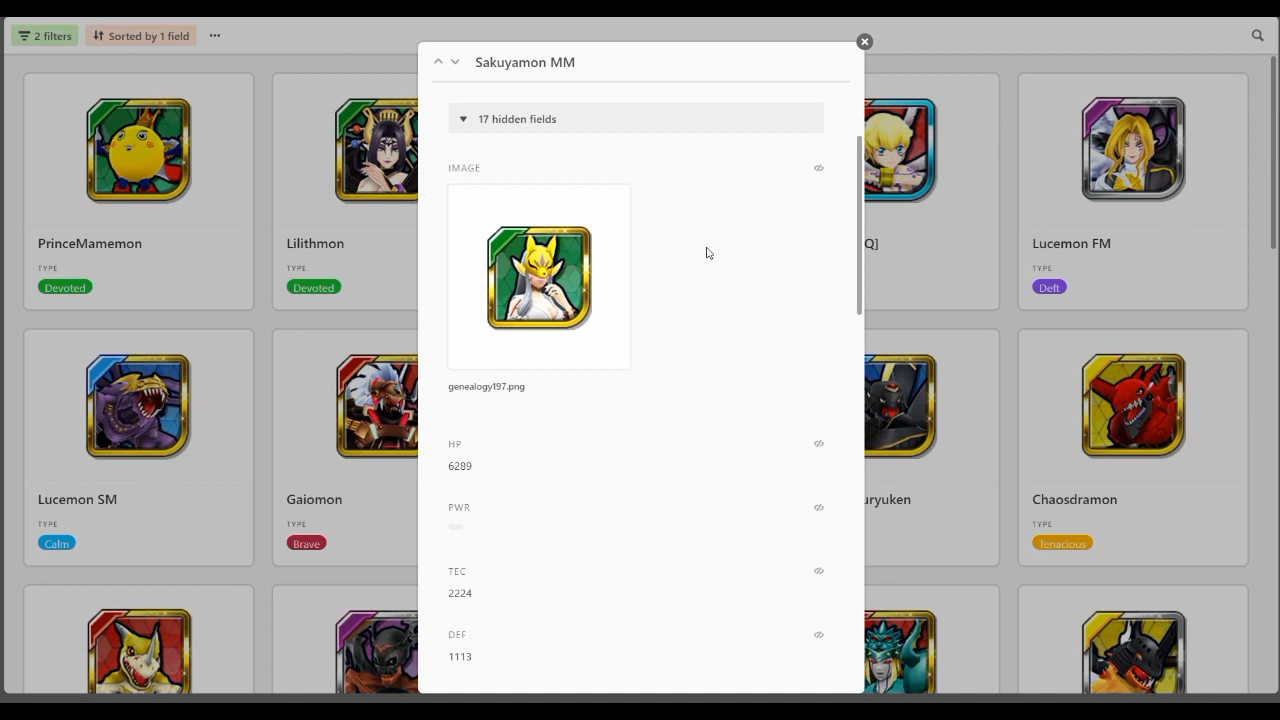 2 filters
Sorted by 1 field
Sakuyamon MM
17 hidden fields
IMAGE
genealogy197.png
HP
6289
PWR
TEC
2224
DEF
1113
PrinceMamemon
TYPE
Devoted
Lilithmon
TYPE
Devoted
Q]
Lucemon FM
TYPE
Deft
Lucemon SM
TYPE
Calm
Gaiomon
TYPE
Brave
uryuken
Chaosdramon
TYPE
Tenacious